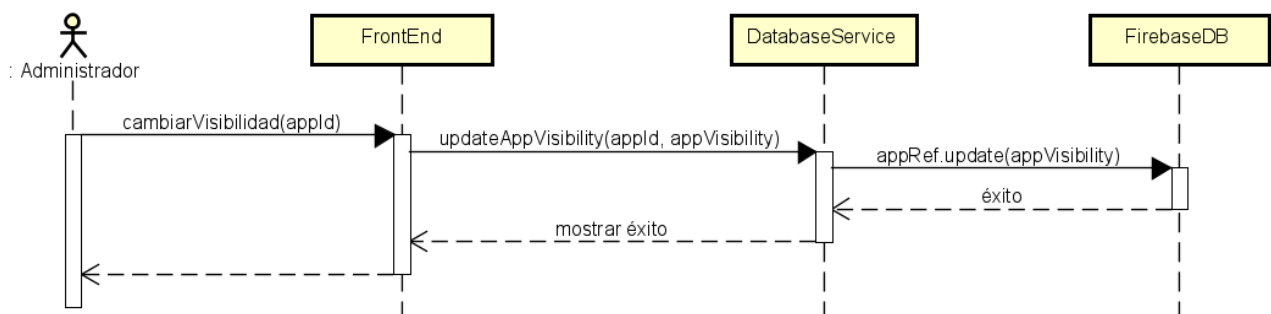 FrontEnd
DatabaseService
FirebaseDB
: Administrador
cambiarVisibilidad(appId)
updateAppVisibility(appId, appVisibility)
appRef.update(appVisibility)
éxito
mostrar éxito